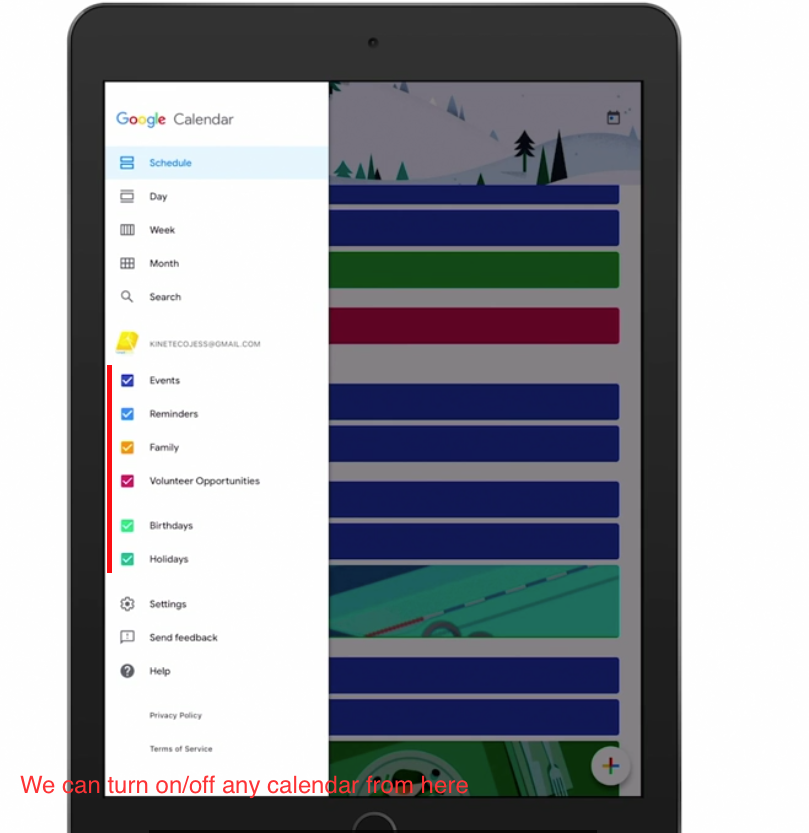 Google Calendar
Schedule
Day
Week
Month
Search
KINETECOJESS@GMAIL.COM
Events
Reminders
Family
Volunteer Opportunities
Birthdays
Holidays
Settings
Send feedback
Help
Privacy Policy
Terms of Service
We can turn on/off any calendar from here